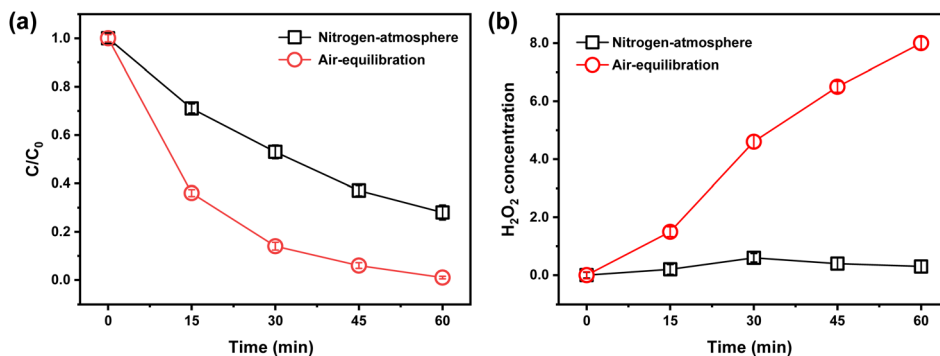 (a)
Nitrogen-atmosphere
Air-equilibration
C/C₀
1.0
0.8
0.6
0.4
0.2
0.0
0 15 30 45 60
Time (min)
(b)
Nitrogen-atmosphere
Air-equilibration
H₂O₂ concentration
8.0
6.0
4.0
2.0
0.0
0 15 30 45 60
Time (min)